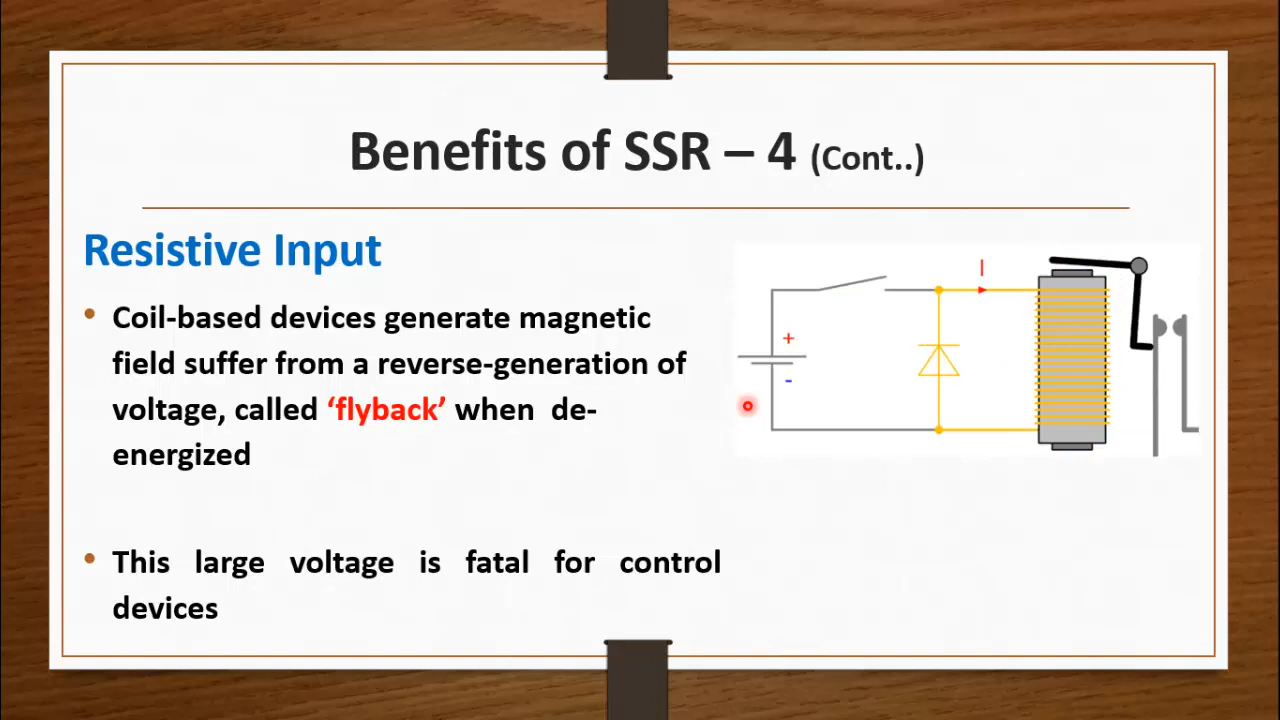 Benefits of SSR – 4 (Cont..)
Resistive Input
• Coil-based devices generate magnetic
field suffer from a reverse-generation of
voltage, called ‘flyback’ when de-
energized
I
+
-
• This large voltage is fatal for control
devices